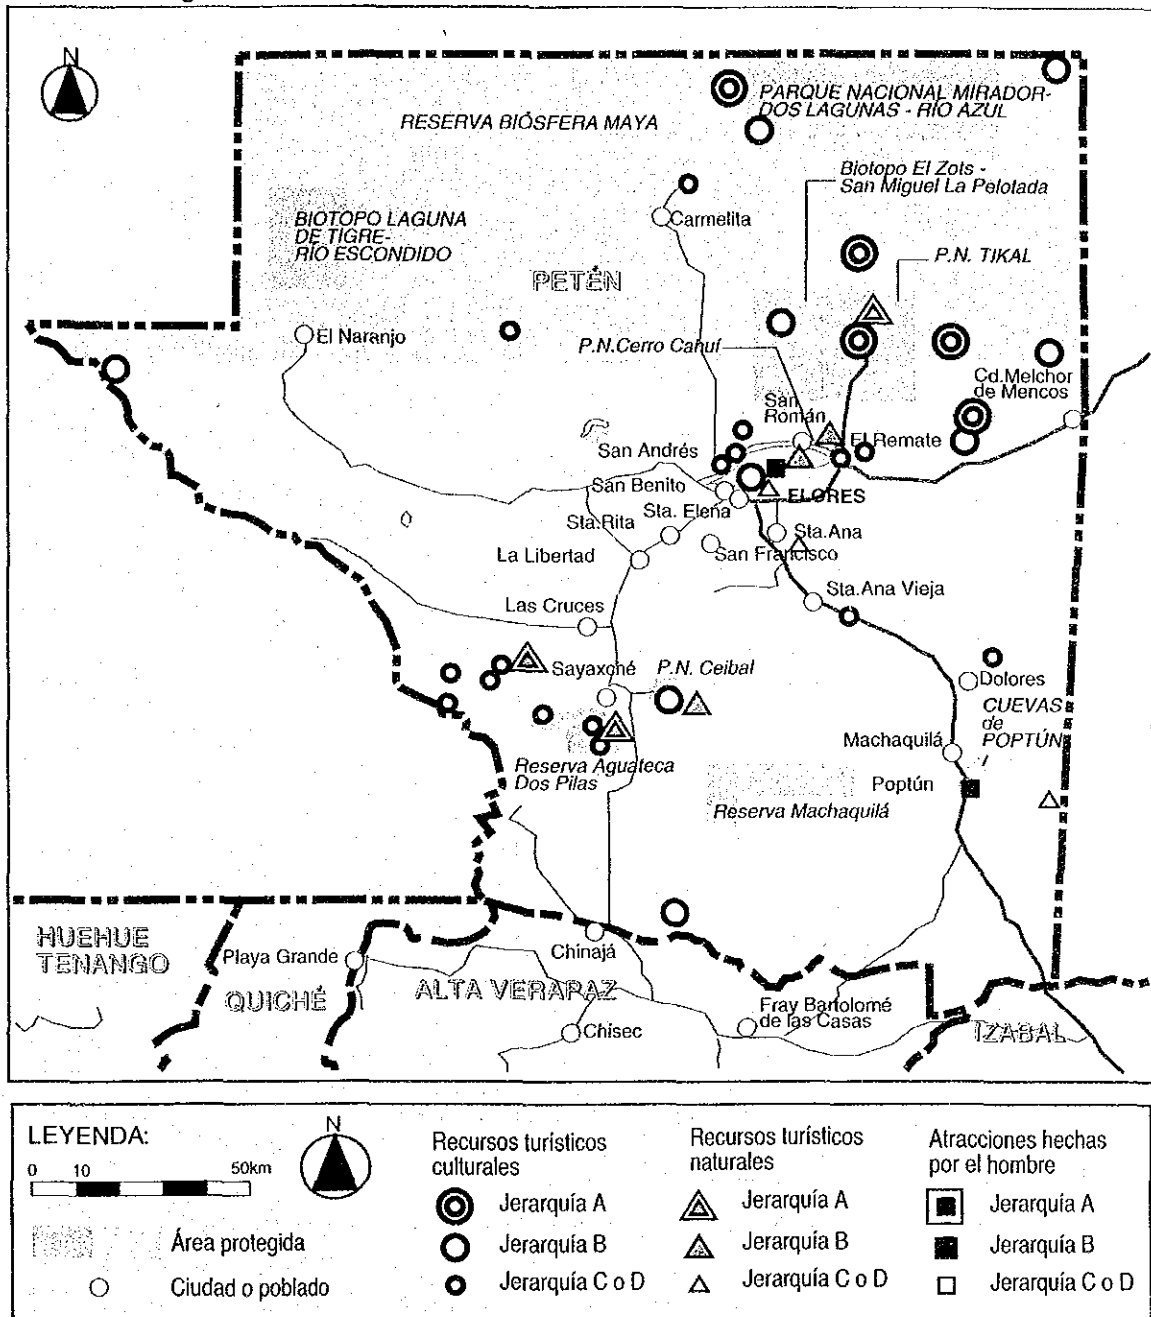 N
PARQUE NACIONAL MIRADOR-
DOS LAGUNAS - RÍO AZUL
RESERVA BIÓSFERA MAYA
Biotopo El Zots -
San Miguel La Pelotada
Carmelita
BIOTOPO LAGUNA
DE TIGRE-
RÍO ESCONDIDO
P.N. TIKAL
PETÉN
El Naranjo
P.N.Cerro Cahuí
Cd.Melchor
de Mencos
San
Román
El Remate
San Andrés
San Benito
FLORES
Sta. Elena
Sta.Rita
Sta.Ana
San Francisco
La Libertad
Sta.Ana Vieja
Las Cruces
Sayaxché
P.N. Ceibal
Dolores
CUEVAS
de
POPTÚN
Machaquilá
Reserva Aguateca
Dos Pilas
Poptún
Reserva Machaquilá
HUEHUE
TENANGO
Playa Grande
Chinajá
QUICHÉ
ALTA VERAPAZ
Fray Bartolomé
de las Casas
Chisec
IZABAL
LEYENDA:
0 10 50km
N
Área protegida
Ciudad o poblado
Recursos turísticos
culturales
Jerarquía A
Jerarquía B
Jerarquía C o D
Recursos turísticos
naturales
Jerarquía A
Jerarquía B
Jerarquía C o D
Atracciones hechas
por el hombre
Jerarquía A
Jerarquía B
Jerarquía C o D